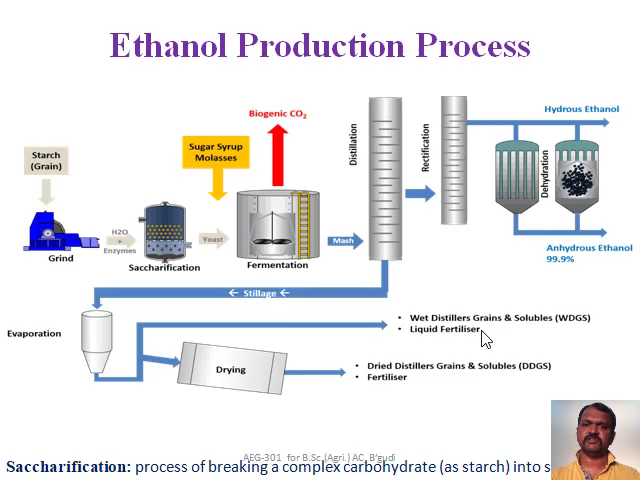 Ethanol Production Process
Biogenic CO₂
Hydrous Ethanol
Starch
(Grain)
Sugar Syrup
Molasses
Distillation
Rectification
Dehydration
H2O
+
Enzymes
Yeast
Mash
Grind
Saccharification
Fermentation
Anhydrous Ethanol
99.9%
← Stillage ←
Evaporation
• Wet Distillers Grains & Solubles (WDGS)
• Liquid Fertiliser
Drying
• Dried Distillers Grains & Solubles (DDGS)
• Fertiliser
AEG-301 for B.Sc.(Agri.) AC, B'gudi
Saccharification: process of breaking a complex carbohydrate (as starch) into